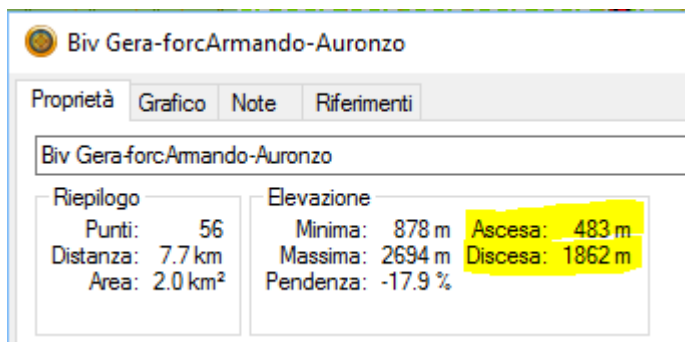 Biv Gera-forcArmando-Auronzo
Proprietà Grafico Note Riferimenti
Biv Gera-forcArmando-Auronzo
Riepilogo Elevazione
Punti: 56 Minima: 878 m Ascesa: 483 m
Distanza: 7.7 km Massima: 2694 m Discesa: 1862 m
Area: 2.0 km² Pendenza: -17.9 %